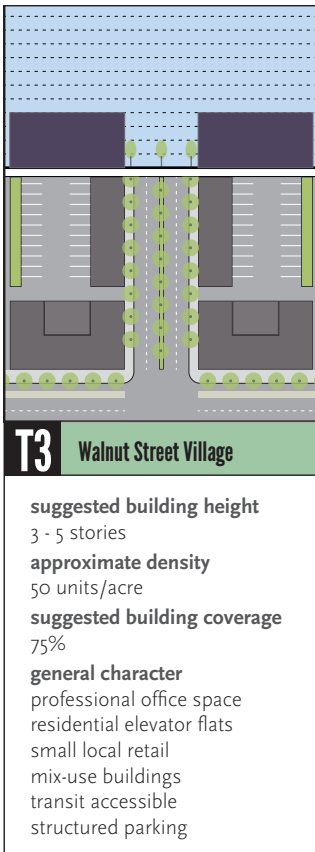 T3 Walnut Street Village
suggested building height
3 - 5 stories
approximate density
50 units/acre
suggested building coverage
75%
general character
professional office space
residential elevator flats
small local retail
mix-use buildings
transit accessible
structured parking